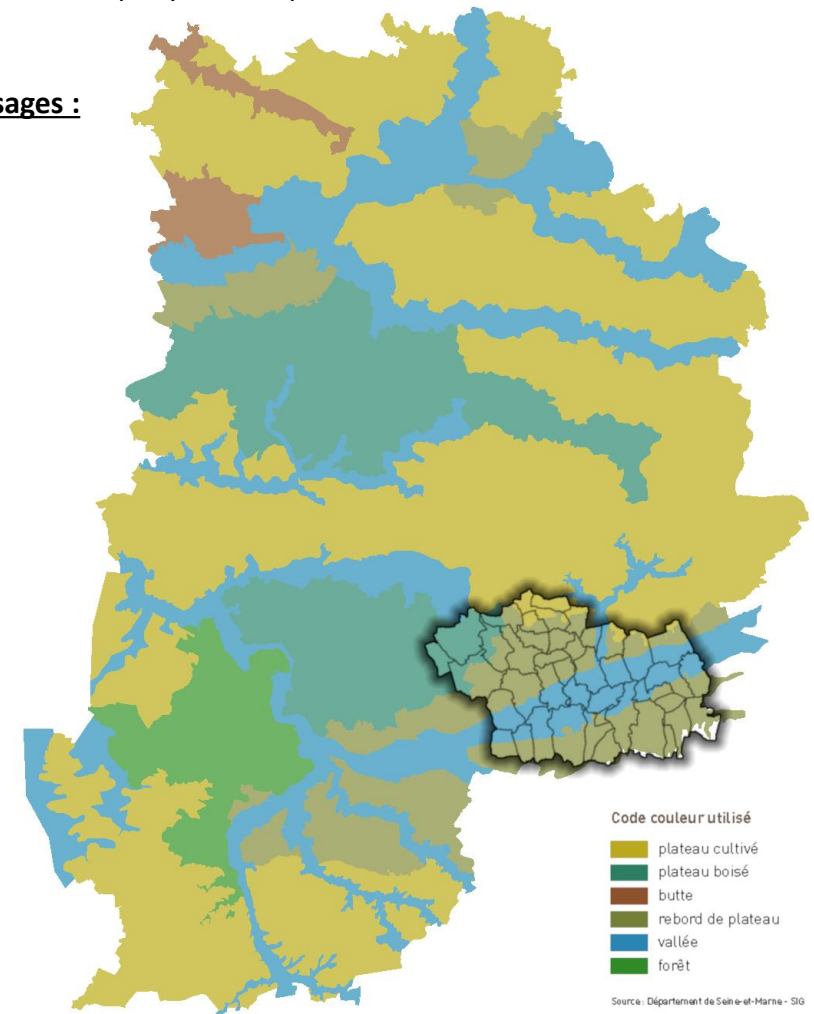 sages :
Code couleur utilisé
plateau cultivé
plateau boisé
butte
rebord de plateau
vallée
forêt
Source : Département de Seine-et-Marne - SIG